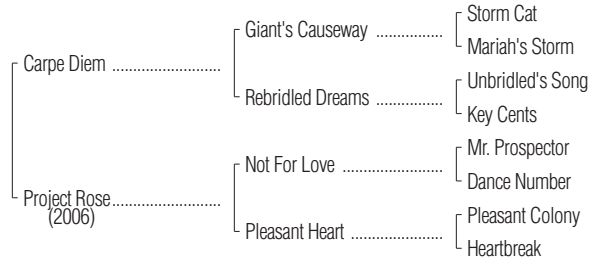 Storm Cat
Giant's Causeway ................
Mariah's Storm
Carpe Diem ..........................
Unbridled's Song
Rebridled Dreams ................
Key Cents
Mr. Prospector
Not For Love ........................
Dance Number
Project Rose..........................
(2006)
Pleasant Colony
Pleasant Heart ......................
Heartbreak